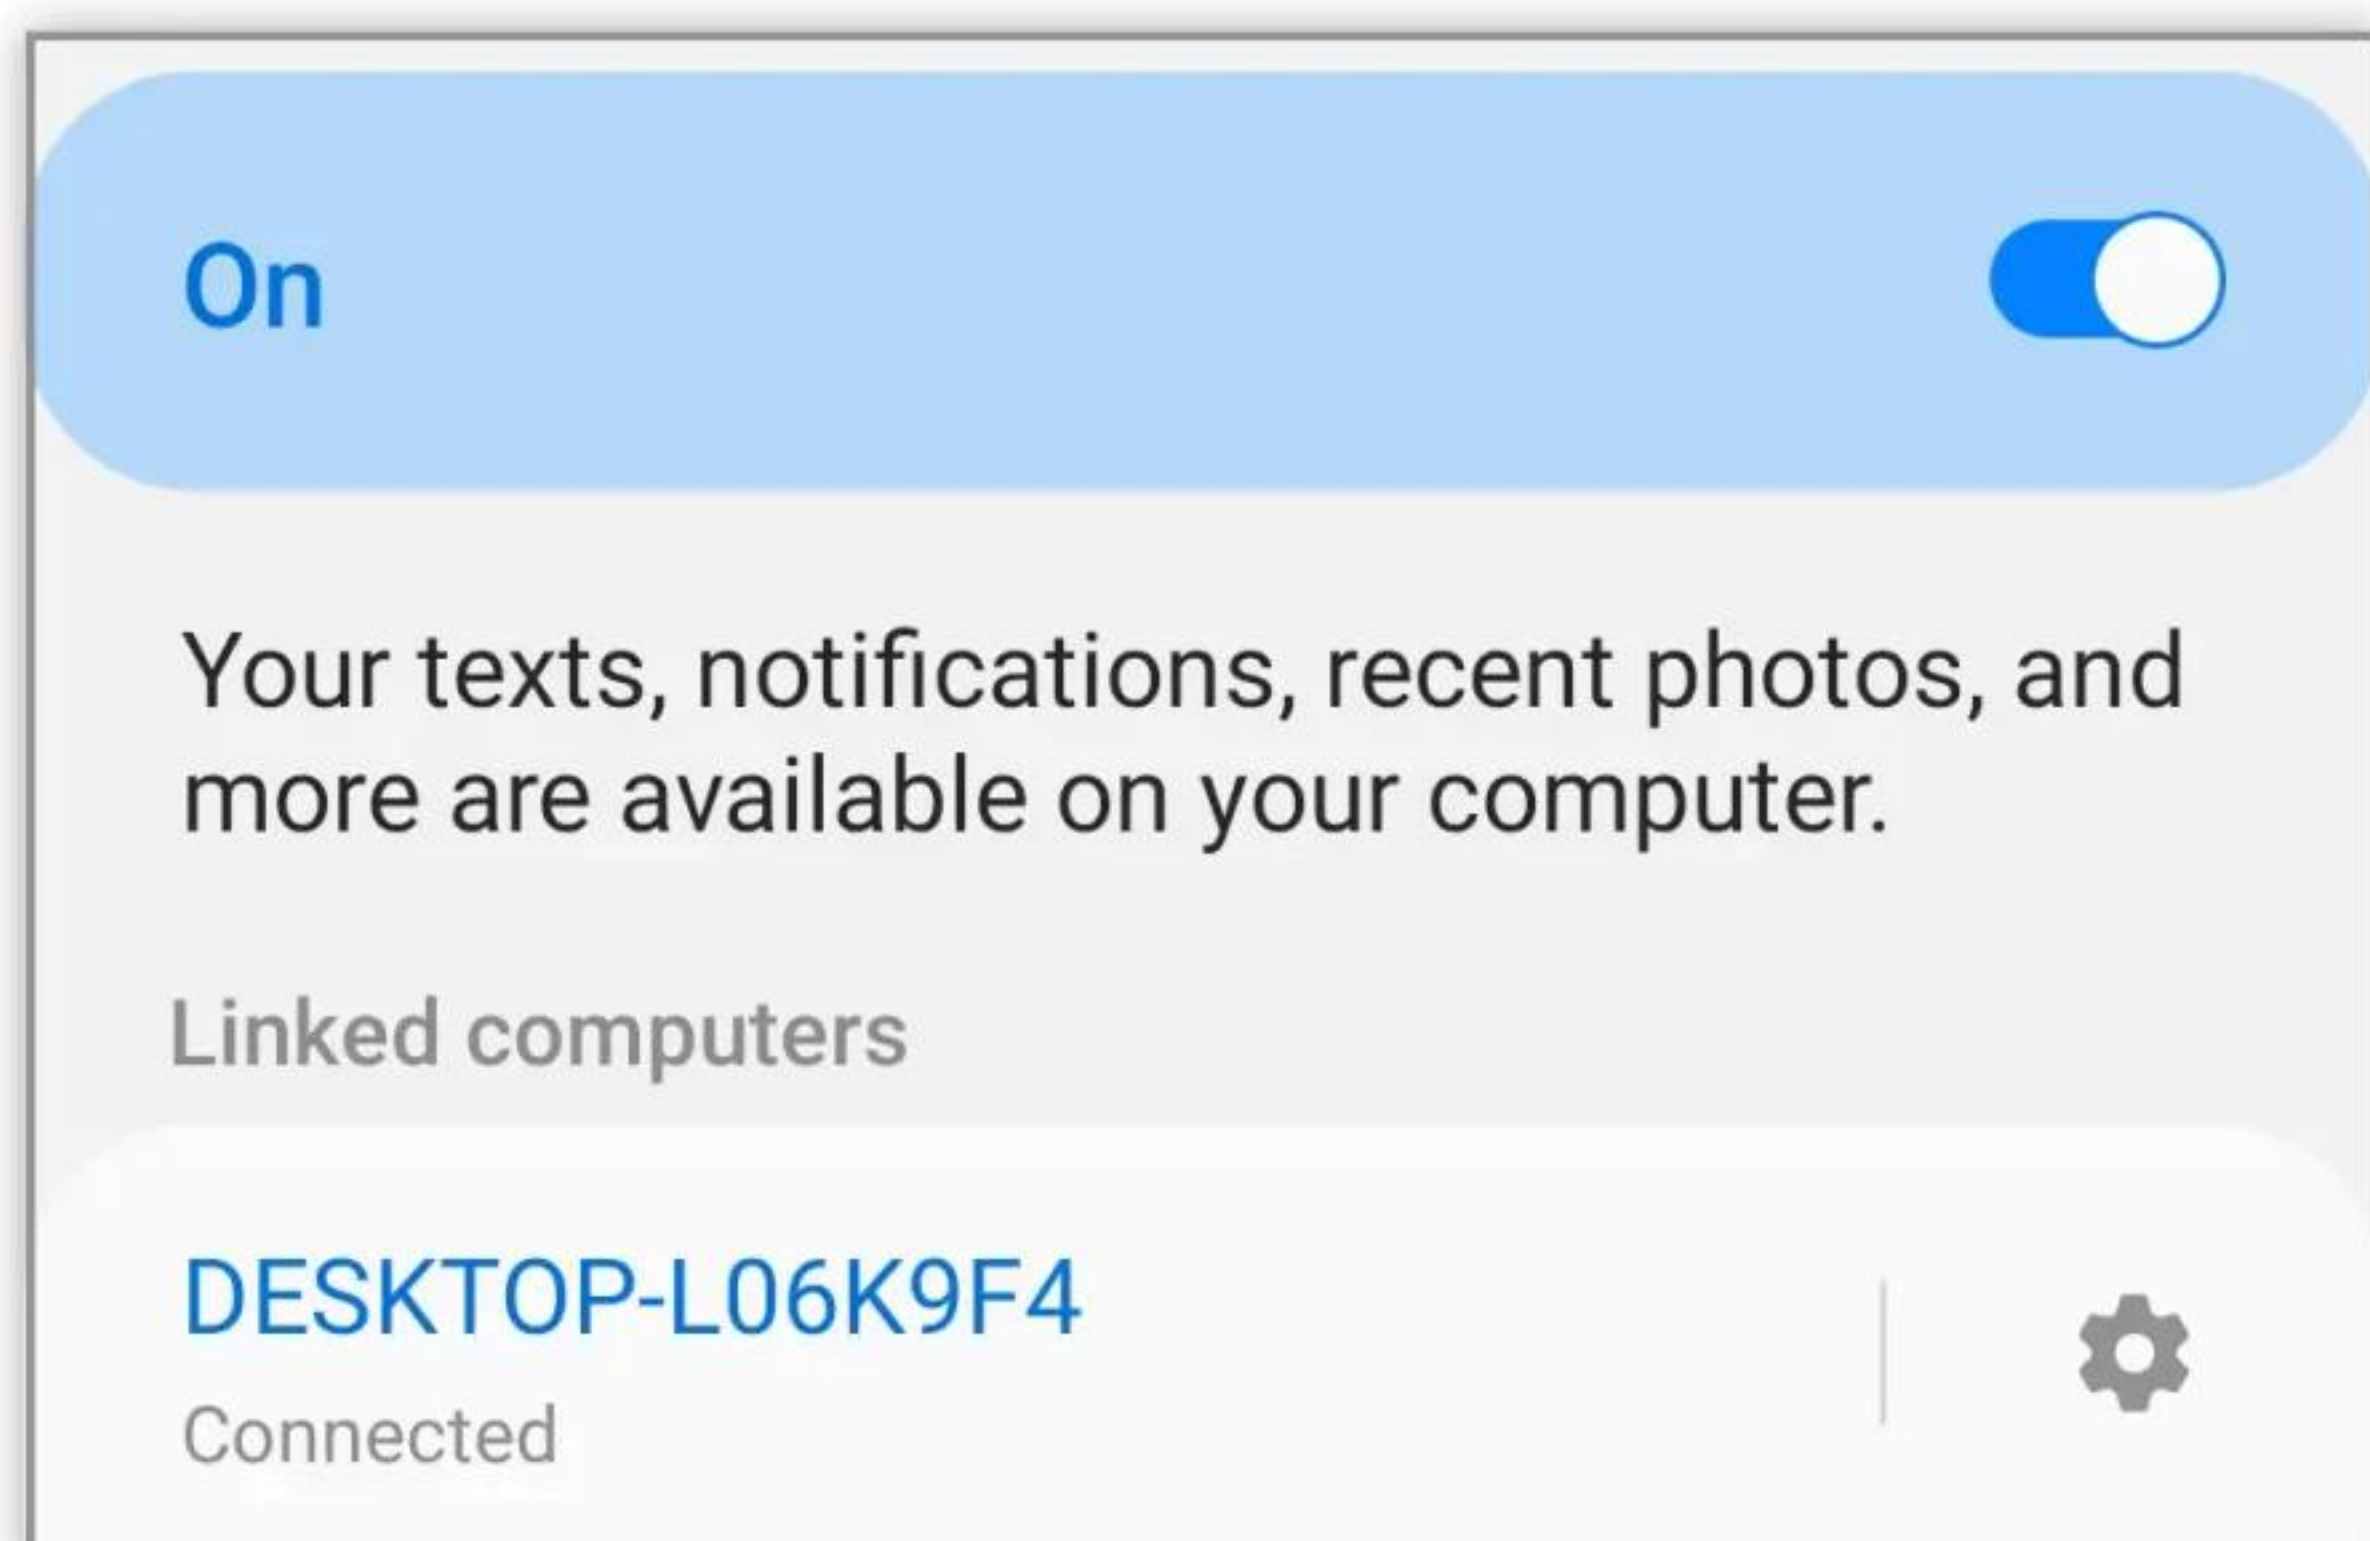 On
Your texts, notifications, recent photos, and
more are available on your computer.
Linked computers
DESKTOP-L06K9F4
Connected